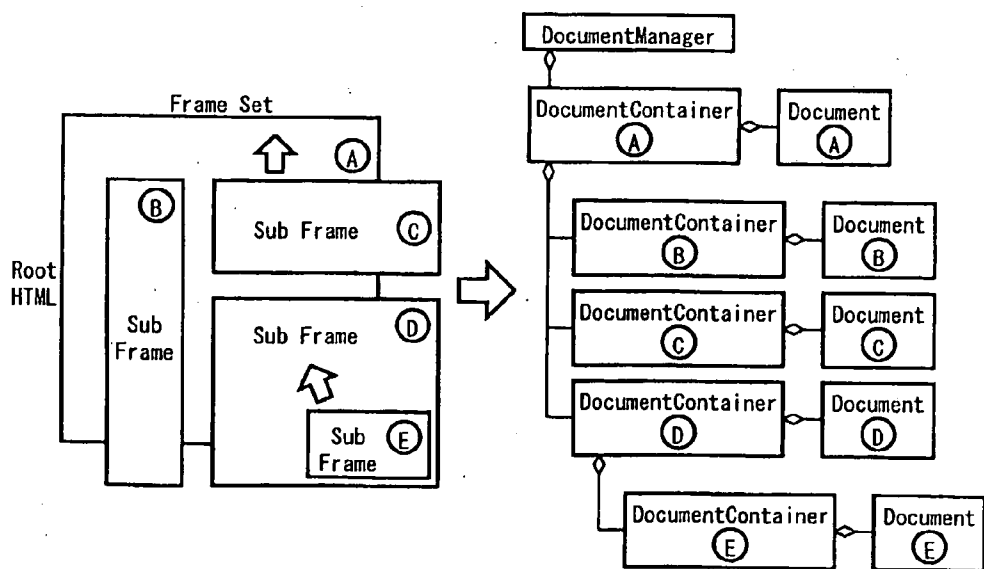 Frame Set
A
B
Sub Frame
C
Root
HTML
Sub
Frame
Sub Frame
D
Sub
Frame
E
DocumentManager
DocumentContainer
A
Document
A
DocumentContainer
B
Document
B
DocumentContainer
C
Document
C
DocumentContainer
D
Document
D
DocumentContainer
E
Document
E